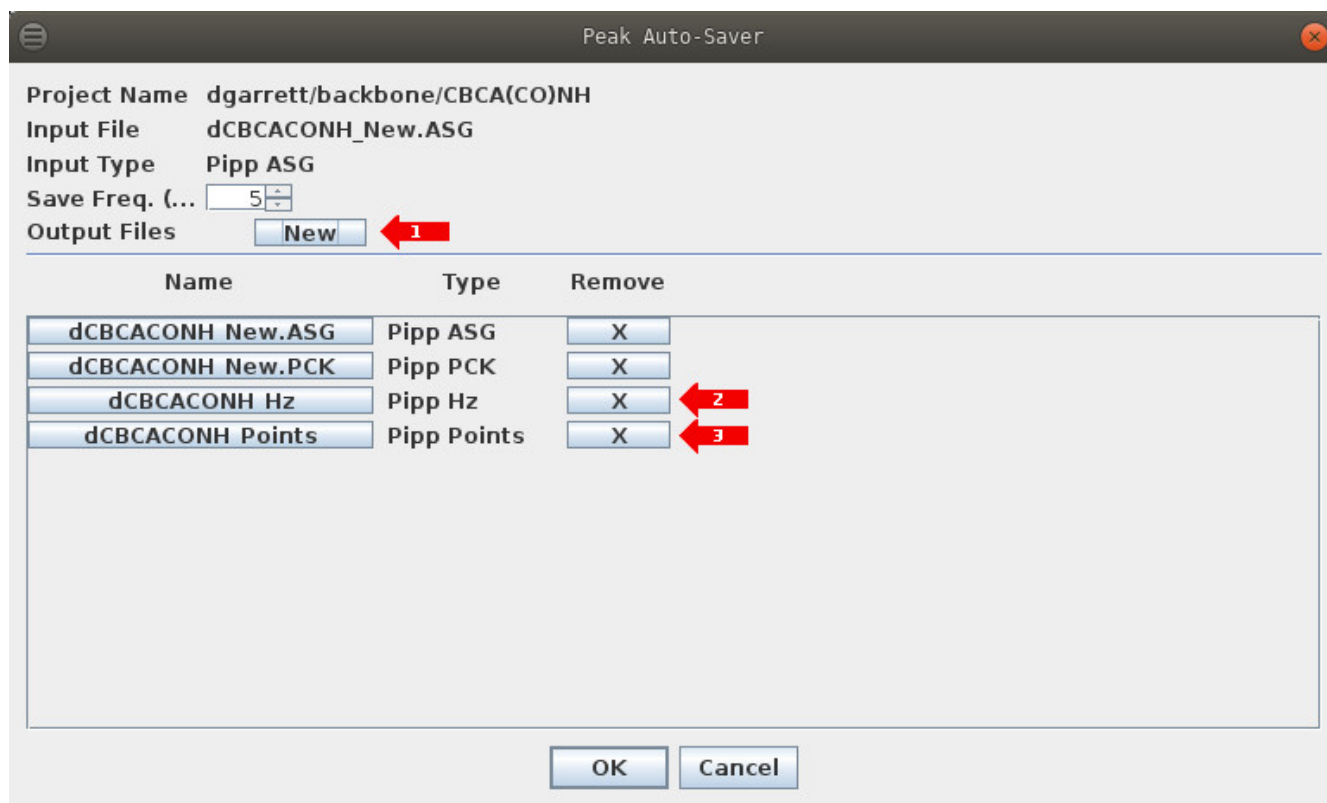 Peak Auto-Saver
Project Name dgarrett/backbone/CBCA(CO)NH
Input File dCBCACONH_New.ASG
Input Type Pipp ASG
Save Freq. (... 5
Output Files New 1
Name Type Remove
dCBCACONH New.ASG Pipp ASG X
dCBCACONH New.PCK Pipp PCK X
dCBCACONH Hz Pipp Hz X 2
dCBCACONH Points Pipp Points X 3
OK Cancel